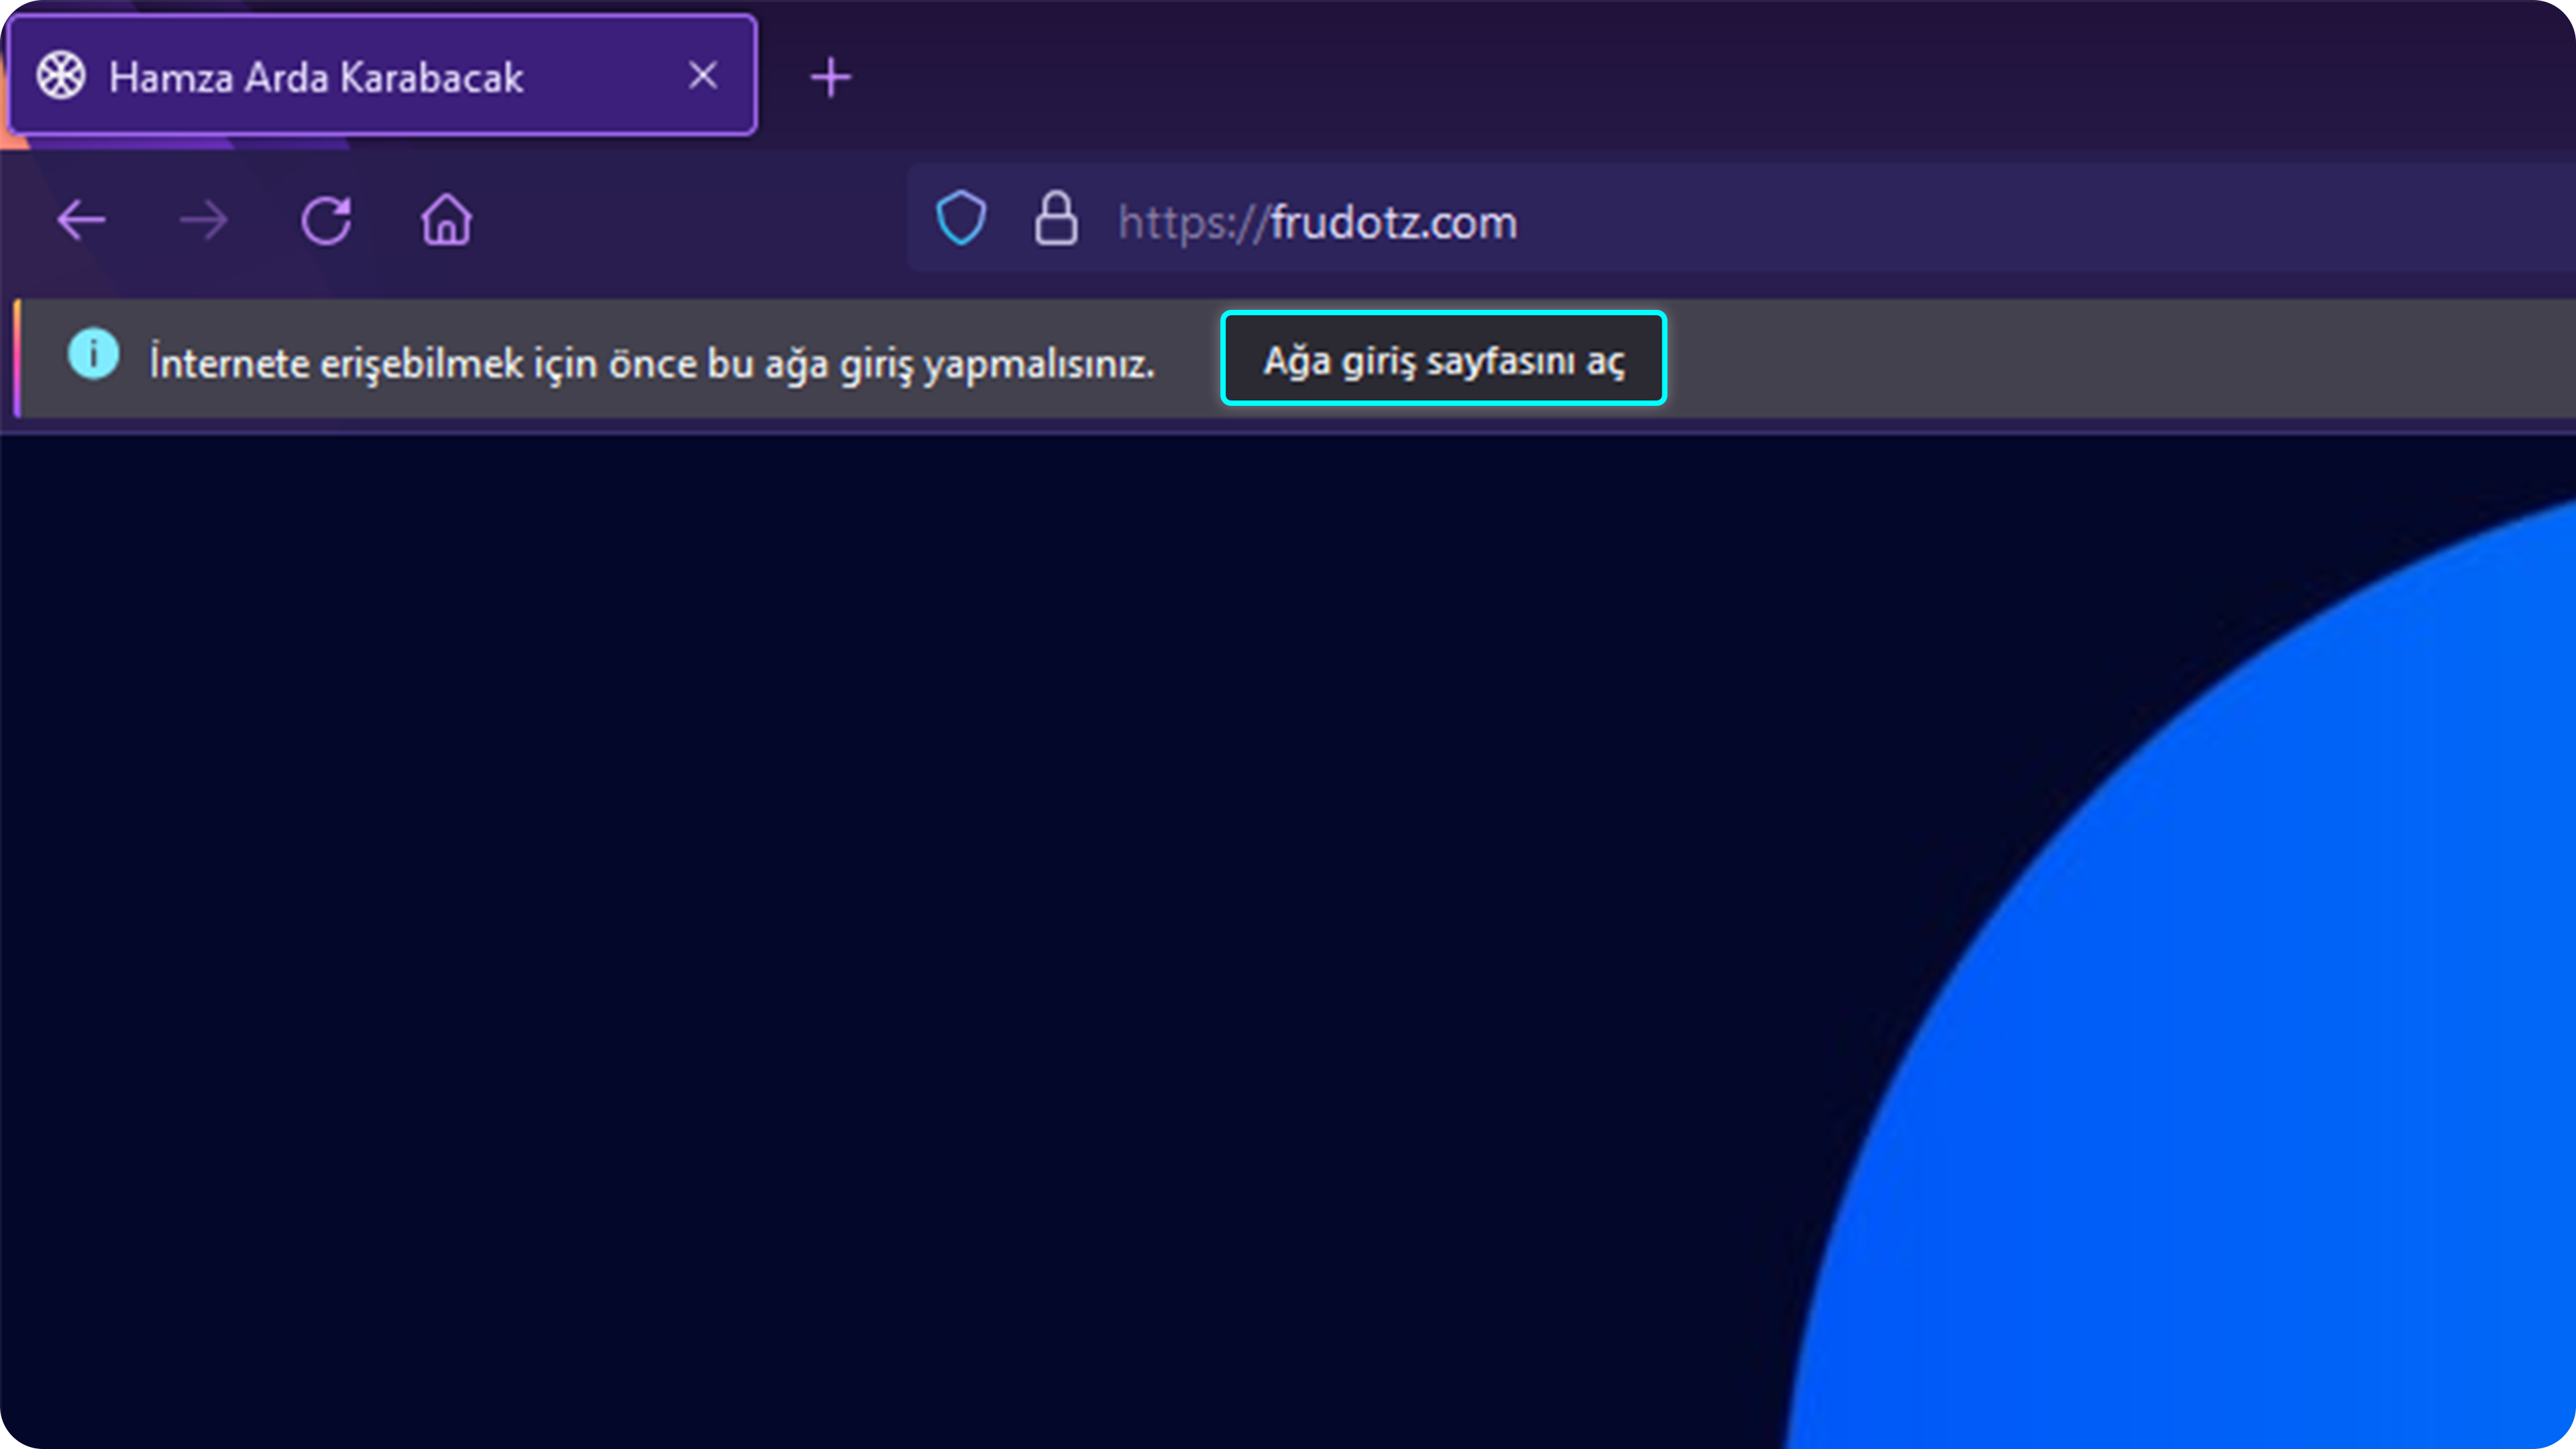 Hamza Arda Karabacak
https://frudotz.com
İnternete erişebilmek için önce bu ağa giriş yapmalısınız. Ağa giriş sayfasını aç